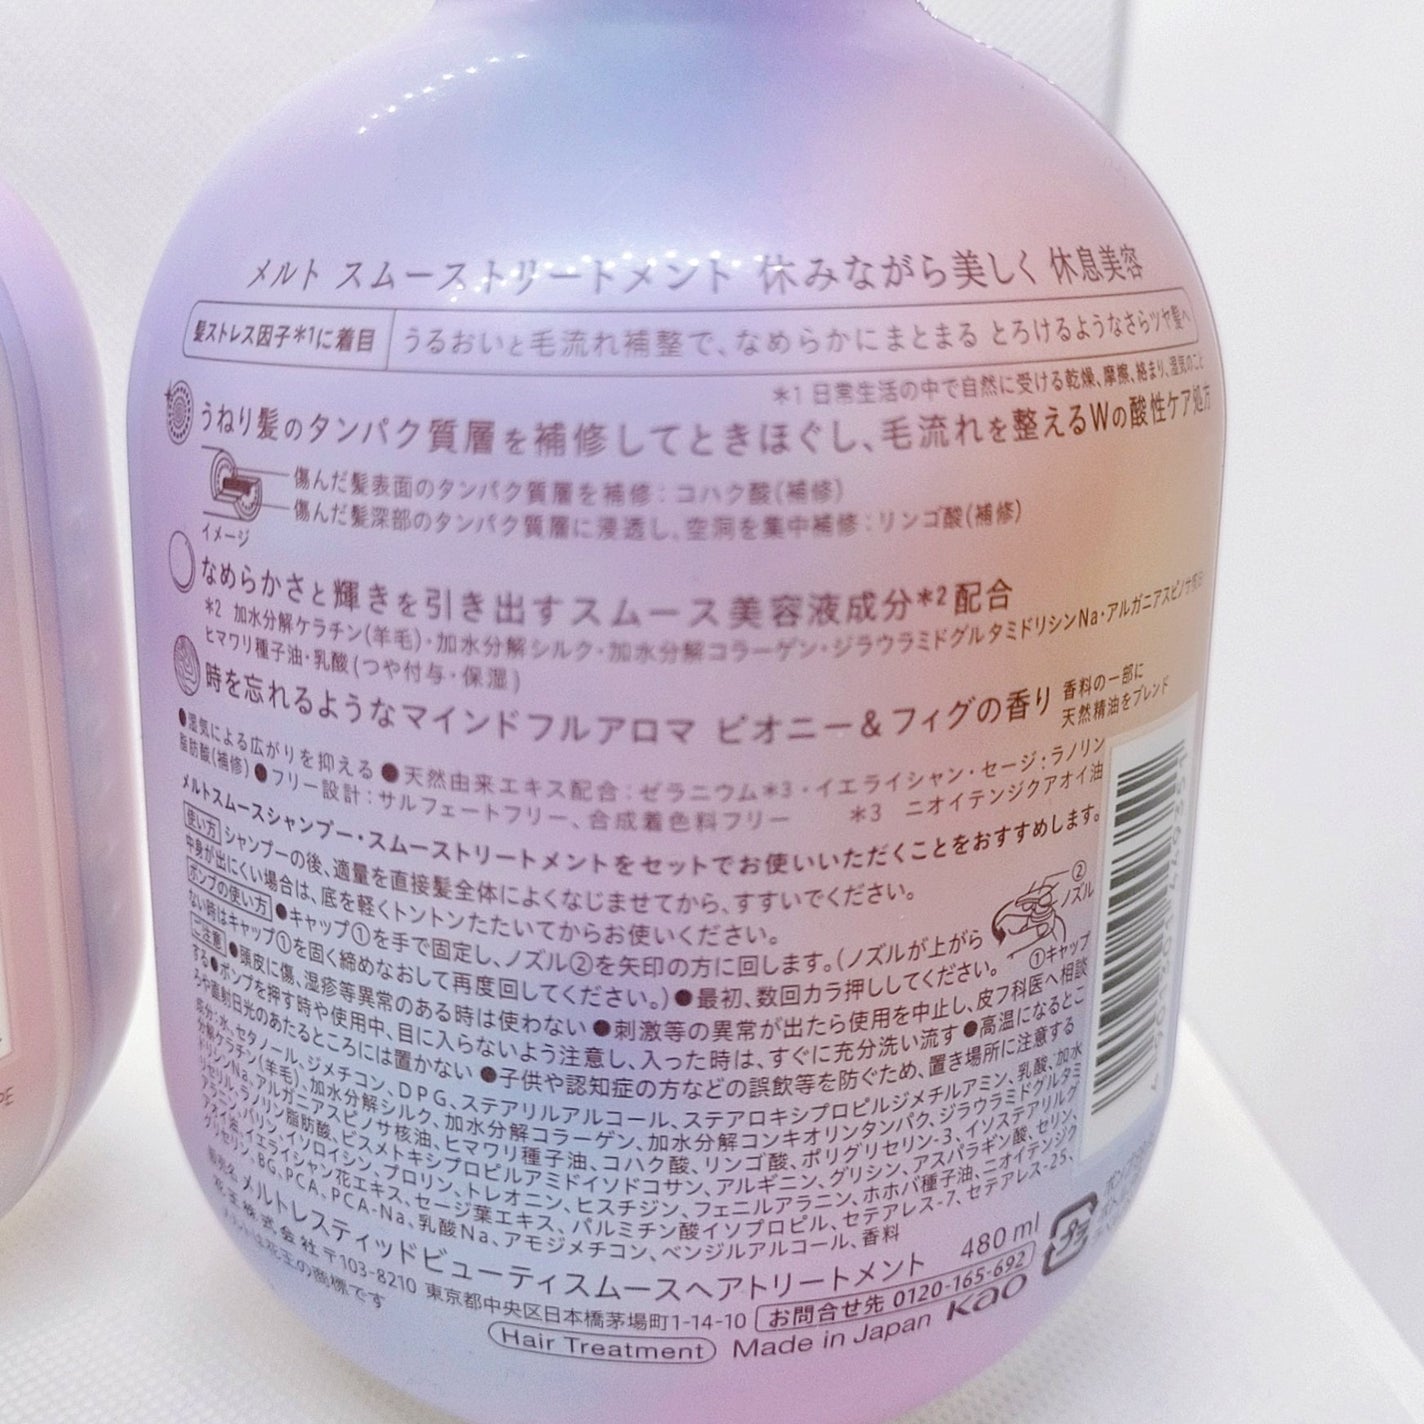 メルト スムーストリートメント 休みながら美しく 休息美容
髪ストレス因子*1に着目 うるおいと毛流れ補整で、なめらかにまとまる とろけるようなさらツヤ髪へ
*1 日常生活の中で自然に受ける乾燥、摩擦、絡まり、湿気のこと
うねり髪のタンパク質層を補修してときほぐし、毛流れを整えるWの酸性ケア処方
傷んだ髪表面のタンパク質層を補修：コハク酸(補修)
傷んだ髪深部のタンパク質層に浸透し、空洞を集中補修：リンゴ酸(補修)
イメージ
なめらかさと輝きを引き出すスムース美容液成分*2配合
*2 加水分解ケラチン(羊毛)・加水分解シルク・加水分解コラーゲン・ジラウラミドグルタミドリシンNa・アルガニアスピノサ核油・
ヒマワリ種子油・乳酸(つや付与・保湿)
時を忘れるようなマインドフルアロマ ピオニー&フィグの香り 香料の一部に
天然精油をブレンド
●湿気による広がりを抑える ●天然由来エキス配合：ゼラニウム*3・イエライシャン・セージ：ラノリン
脂肪酸(補修) ●フリー設計：サルフェートフリー、合成着色料フリー *3 ニオイテンジクアオイ油
メルトスムースシャンプー・スムーストリートメントをセットでお使いいただくことをおすすめします。
使い方 シャンプーの後、適量を直接髪全体によくなじませてから、すすいでください。
中身が出にくい場合は、底を軽くトントンたたいてからお使いください。
ポンプの使い方 ●キャップ①を手で固定し、ノズル②を矢印の方に回します。(ノズルが上がら
ない時はキャップ①を固く締めなおして再度回してください。) ●最初、数回カラ押ししてください。
②
ノズル
①キャップ
ご注意 ●頭皮に傷、湿疹等異常のある時は使わない ●刺激等の異常が出たら使用を中止し、皮フ科医へ相談
する ●ポンプを押す時や使用中、目に入らないよう注意し、入った時は、すぐに充分洗い流す ●高温になるとこ
ろや直射日光のあたるところには置かない ●子供や認知症の方などの誤飲等を防ぐため、置き場所に注意する
成分：水、セタノール、ジメチコン、DPG、ステアリルアルコール、ステアロキシプロピルジメチルアミン、乳酸、加水
分解ケラチン(羊毛)、加水分解シルク、加水分解コラーゲン、加水分解コンキオリンタンパク、ジラウラミドグルタミ
ドリシンNa、アルガニアスピノサ核油、ヒマワリ種子油、コハク酸、リンゴ酸、ポリグリセリン-3、イソステアリルグ
リセリル、ラノリン脂肪酸、ビスメトキシプロピルアミドイソドコサン、アルギニン、グリシン、アスパラギン酸、セリン、
アラニン、バリン、イソロイシン、プロリン、トレオニン、ヒスチジン、フェニルアラニン、ホホバ種子油、ニオイテンジク
アオイ油、イエライシャン花エキス、セージ葉エキス、パルミチン酸イソプロピル、セテアレス-7、セテアレス-25、
グリセリン、BG、PCA、PCA-Na、乳酸Na、アモジメチコン、ベンジルアルコール、香料
販売名 メルトレスティッドビューティスムースヘアトリートメント 480 ml
花王株式会社 〒103-8210 東京都中央区日本橋茅場町1-14-10 お問合せ先 0120-165-692
は花王の商標です
Hair Treatment Made in Japan Kao
プラ